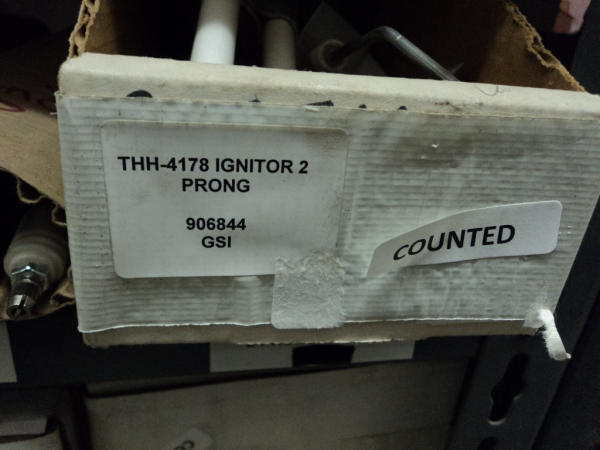 THH-4178 IGNITOR 2
PRONG
906844
GSI
COUNTED